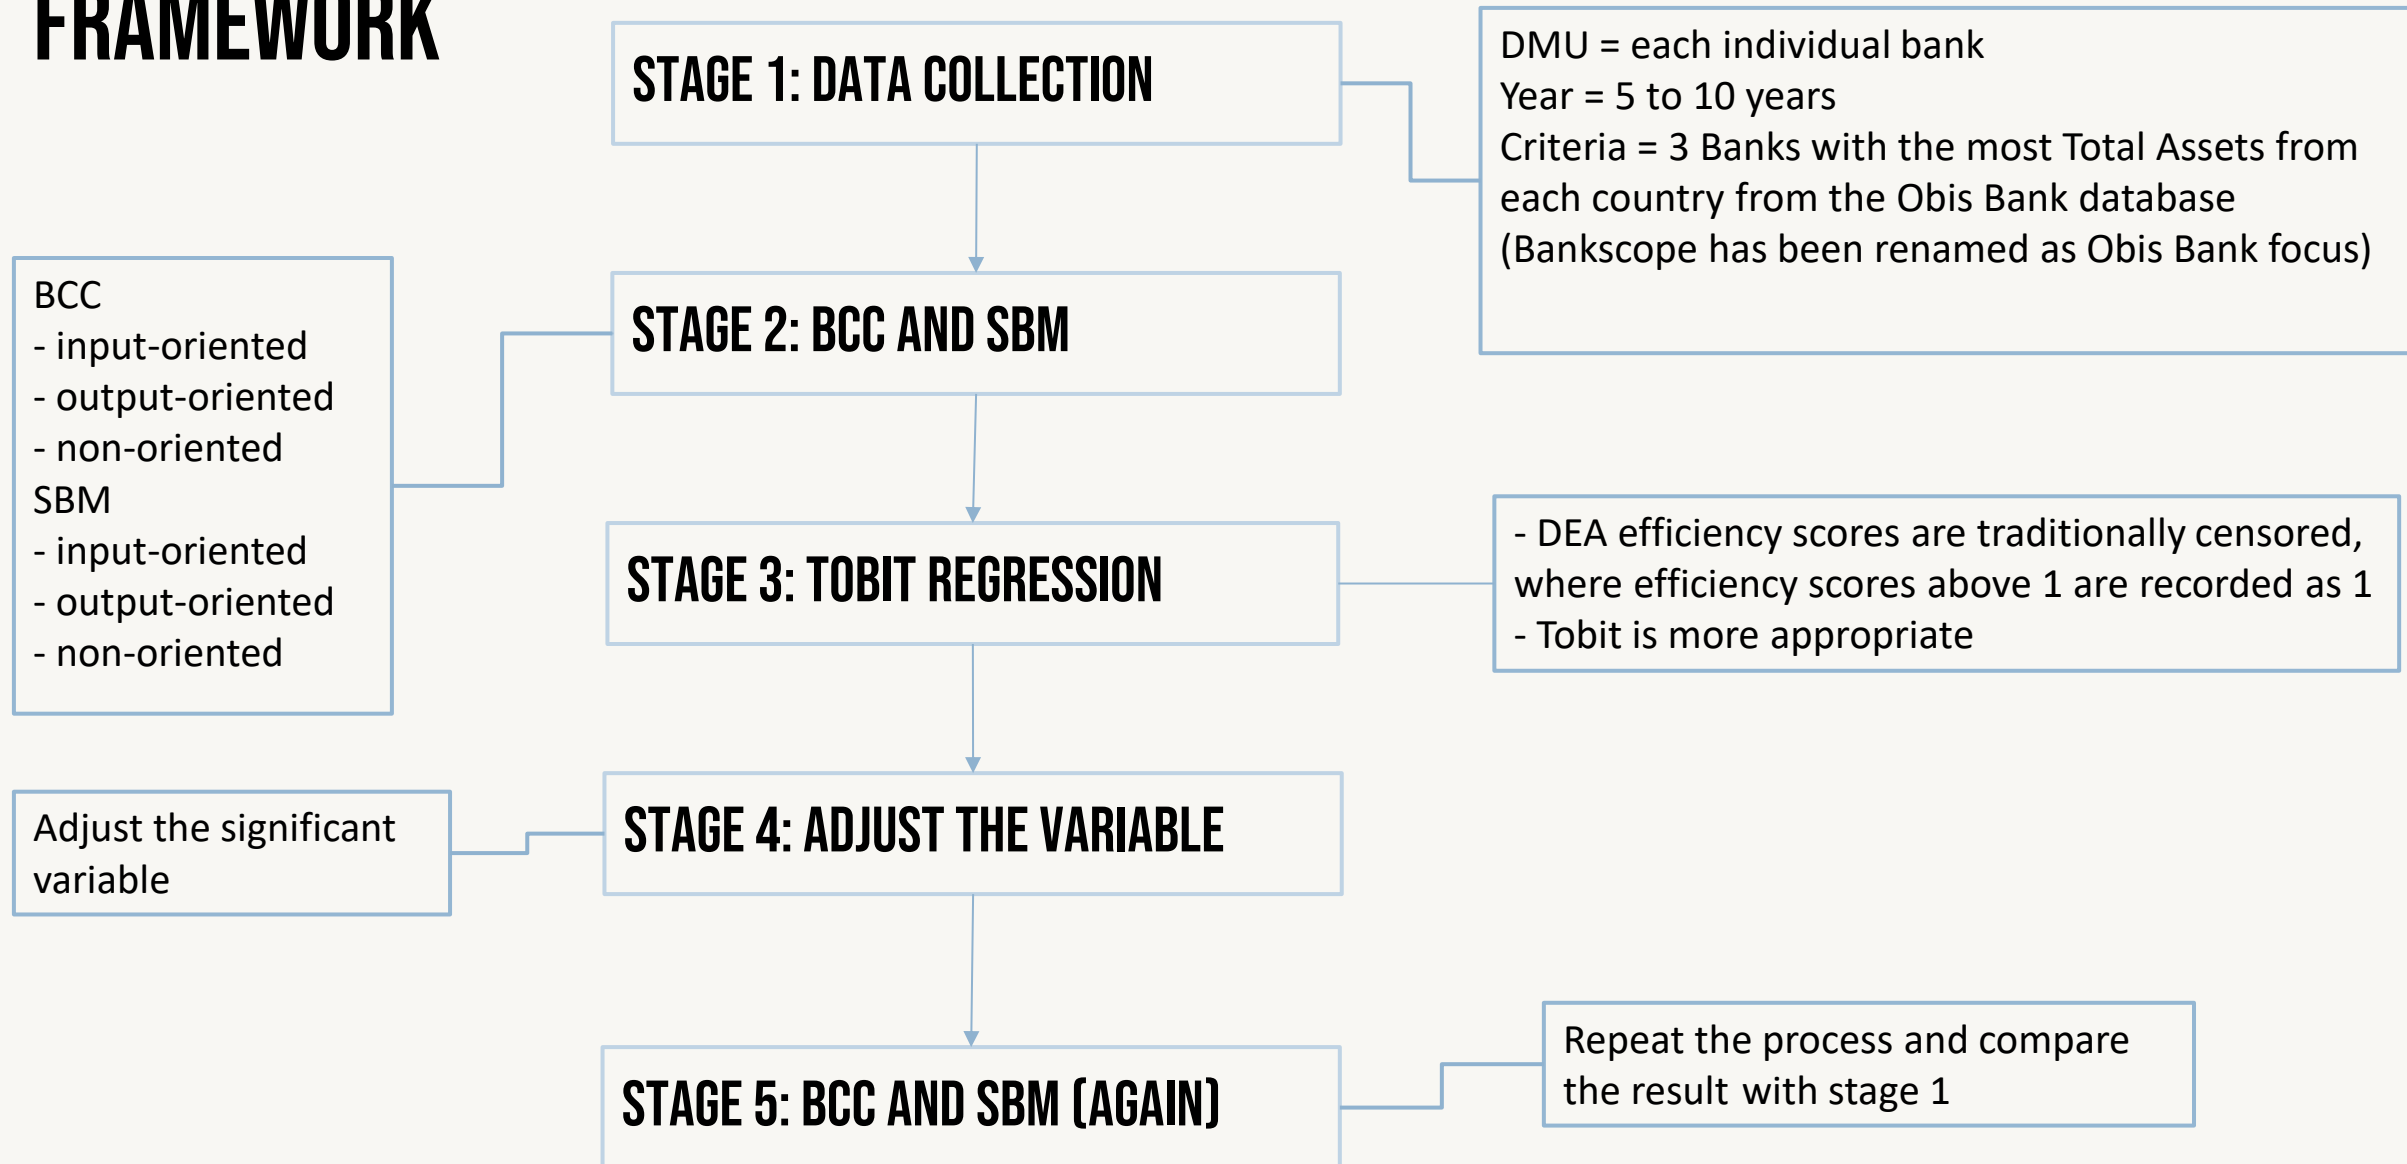 FRAMEWORK
STAGE 1: DATA COLLECTION
DMU = each individual bank
Year = 5 to 10 years
Criteria = 3 Banks with the most Total Assets from
each country from the Obis Bank database
(Bankscope has been renamed as Obis Bank focus)
STAGE 2: BCC AND SBM
BCC
- input-oriented
- output-oriented
- non-oriented
SBM
- input-oriented
- output-oriented
- non-oriented
STAGE 3: TOBIT REGRESSION
- DEA efficiency scores are traditionally censored,
where efficiency scores above 1 are recorded as 1
- Tobit is more appropriate
STAGE 4: ADJUST THE VARIABLE
Adjust the significant
variable
STAGE 5: BCC AND SBM (AGAIN)
Repeat the process and compare
the result with stage 1